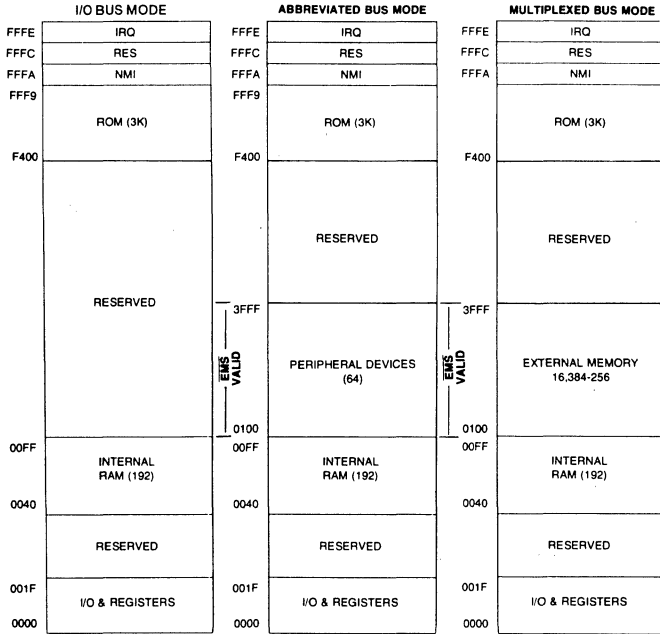 I/O BUS MODE
FFFE
IRQ
FFFC
RES
FFFA
NMI
FFF9
ROM (3K)
F400
RESERVED
00FF
INTERNAL
RAM (192)
0040
RESERVED
001F
I/O & REGISTERS
0000
ABBREVIATED BUS MODE
FFFE
IRQ
FFFC
RES
FFFA
NMI
FFF9
ROM (3K)
F400
RESERVED
3FFF
EMS
VALID
PERIPHERAL DEVICES
(64)
0100
00FF
INTERNAL
RAM (192)
0040
RESERVED
001F
I/O & REGISTERS
0000
MULTIPLEXED BUS MODE
FFFE
IRQ
FFFC
RES
FFFA
NMI
ROM (3K)
F400
RESERVED
3FFF
EMS
VALID
EXTERNAL MEMORY
16,384-256
0100
00FF
INTERNAL
RAM (192)
0040
RESERVED
001F
I/O & REGISTERS
0000